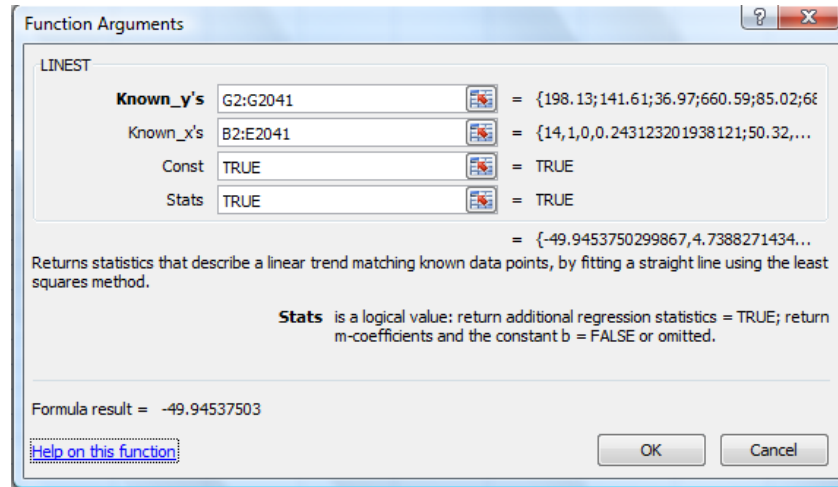 Function Arguments
?
X
LINEST
Known_y's G2:G2041 = {198.13;141.61;36.97;660.59;85.02;68
Known_x's B2:E2041 = {14,1,0,0.243123201938121;50.32,...
Const TRUE = TRUE
Stats TRUE = TRUE
= {-49.9453750299867,4.7388271434...
Returns statistics that describe a linear trend matching known data points, by fitting a straight line using the least
squares method.
Stats is a logical value: return additional regression statistics = TRUE; return
m-coefficients and the constant b = FALSE or omitted.
Formula result = -49.94537503
Help on this function
OK Cancel